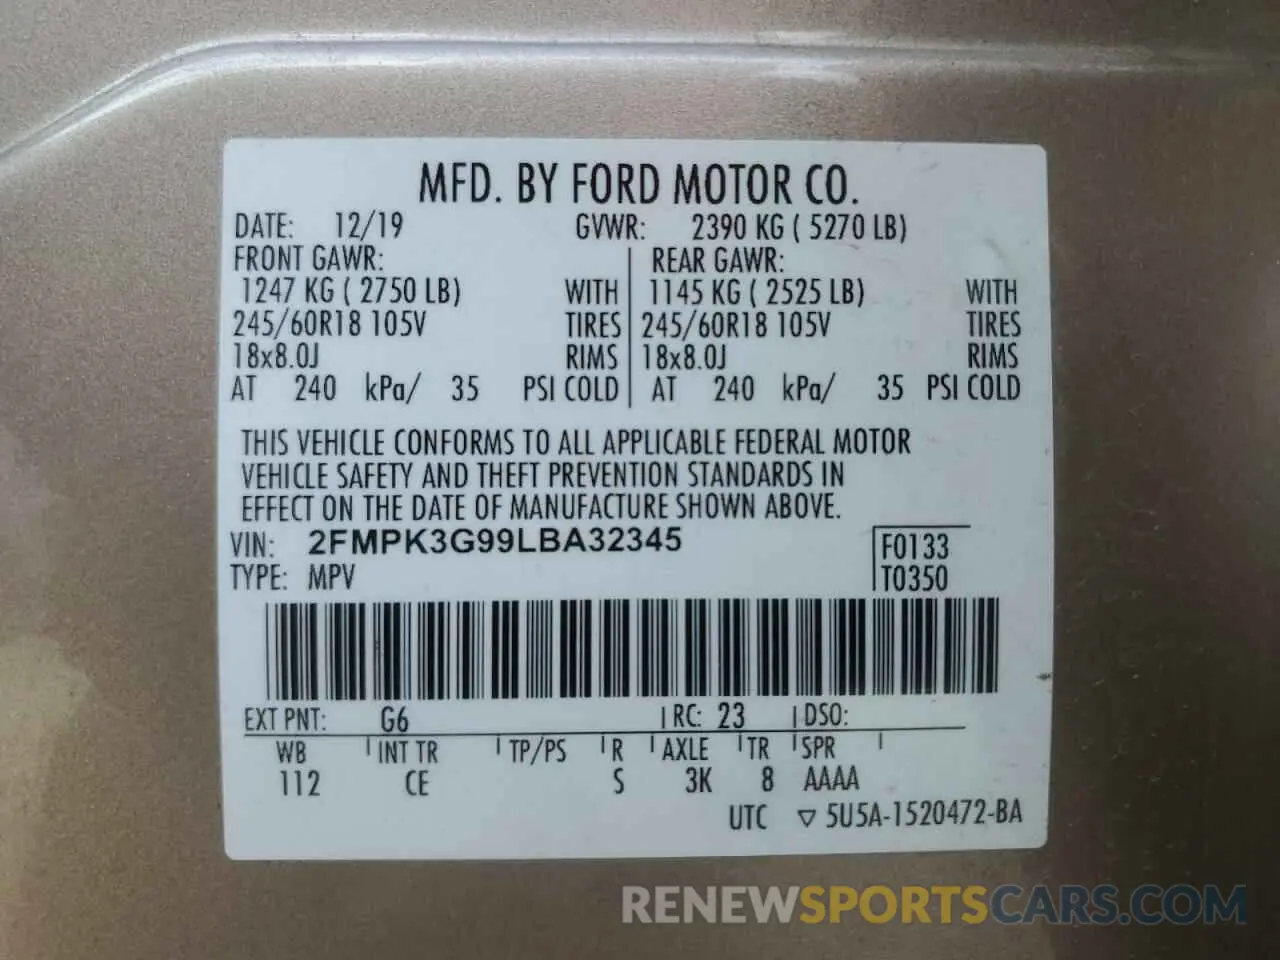 MFD. BY FORD MOTOR CO.
DATE: 12/19 GVWR: 2390 KG ( 5270 LB)
FRONT GAWR: REAR GAWR:
1247 KG ( 2750 LB) WITH 1145 KG ( 2525 LB) WITH
245/60R18 105V TIRES 245/60R18 105V TIRES
18x8.0J RIMS 18x8.0J RIMS
AT 240 kPa/ 35 PSI COLD AT 240 kPa/ 35 PSI COLD
THIS VEHICLE CONFORMS TO ALL APPLICABLE FEDERAL MOTOR
VEHICLE SAFETY AND THEFT PREVENTION STANDARDS IN
EFFECT ON THE DATE OF MANUFACTURE SHOWN ABOVE.
VIN: 2FMPK3G99LBA32345
F0133
TYPE: MPV T0350
EXT PNT: G6 RC: 23 DSO:
WB INT TR TP/PS R AXLE TR SPR
112 CE S 3K 8 AAAA
UTC ▽ 5U5A-1520472-BA
RENEWSPORTSCARS.COM